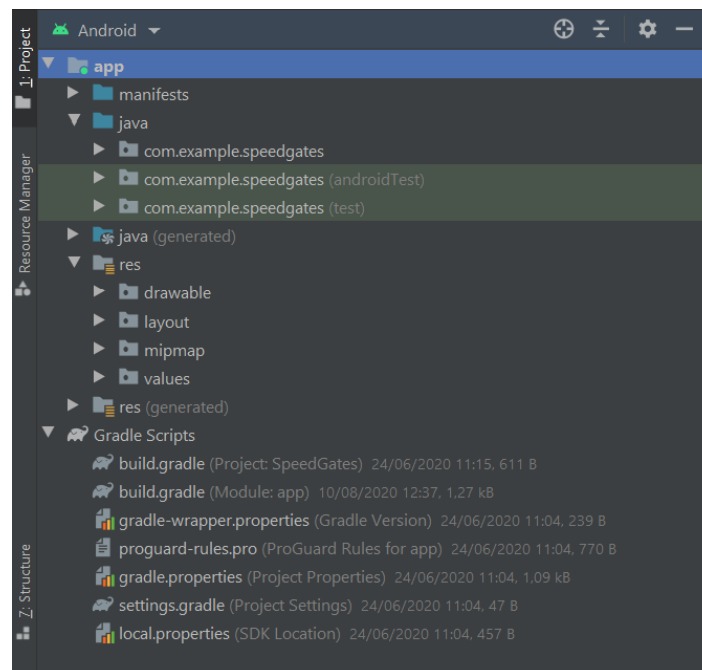 1: Project
Resource Manager
Z: Structure
Android
app
manifests
java
com.example.speedgates
com.example.speedgates (androidTest)
com.example.speedgates (test)
java (generated)
res
drawable
layout
mipmap
values
res (generated)
Gradle Scripts
build.gradle (Project: SpeedGates) 24/06/2020 11:15, 611 B
build.gradle (Module: app) 10/08/2020 12:37, 1,27 kB
gradle-wrapper.properties (Gradle Version) 24/06/2020 11:04, 239 B
proguard-rules.pro (ProGuard Rules for app) 24/06/2020 11:04, 770 B
gradle.properties (Project Properties) 24/06/2020 11:04, 1,09 kB
settings.gradle (Project Settings) 24/06/2020 11:04, 47 B
local.properties (SDK Location) 24/06/2020 11:04, 457 B